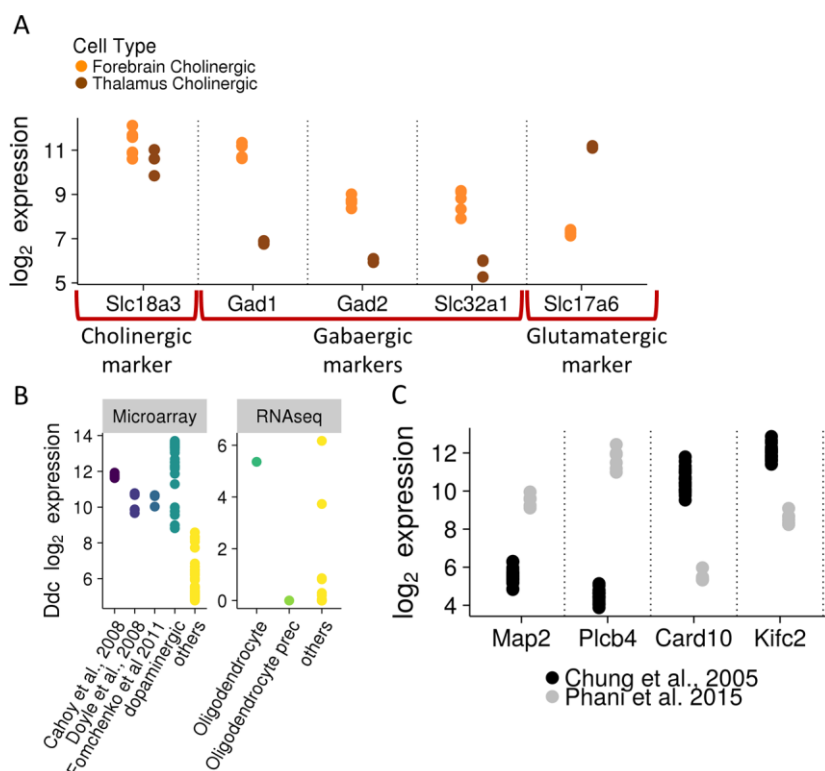 A
Cell Type
Forebrain Cholinergic
Thalamus Cholinergic
log2 expression
11
9
7
5
Slc18a3 Gad1 Gad2 Slc32a1 Slc17a6
Cholinergic marker
Gabaergic markers
Glutamatergic marker
B
Microarray RNAseq
Ddc log2 expression
14
12
10
8
6
6
4
2
0
Cahoy et al., 2008
Doyle et al., 2008
Fomchenko et al 2011
dopaminergic
others
Oligodendrocyte
Oligodendrocyte prec
others
C
log2 expression
12
10
8
6
4
Map2 Plcb4 Card10 Kifc2
Chung et al., 2005
Phani et al. 2015